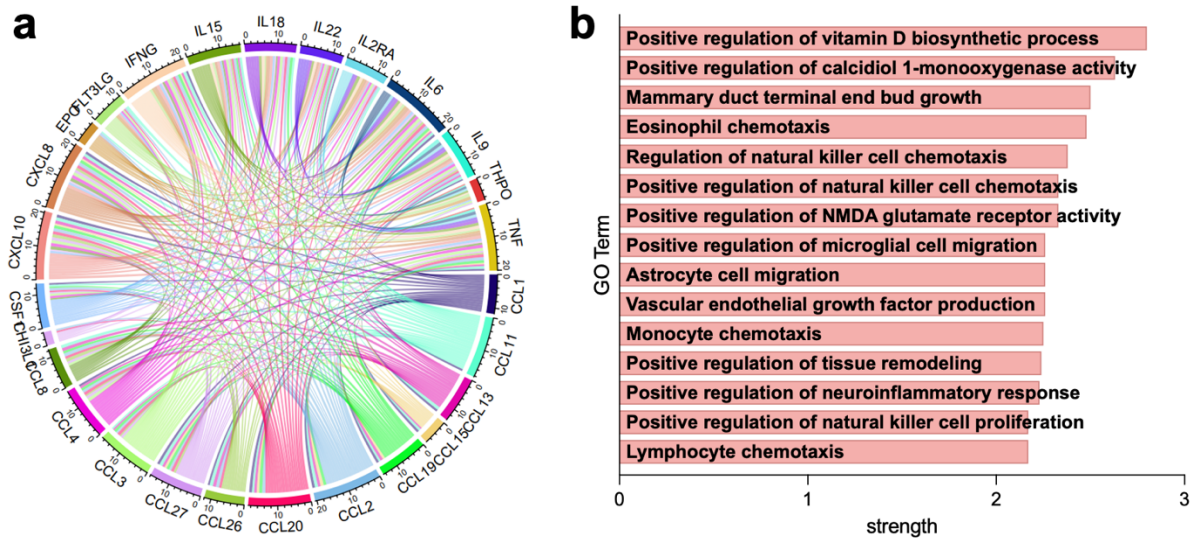 a
IL15
IL18
IL22
IL2RA
IL6
IL9
THPO
TNF
CCL1
CCL11
CCL13
CCL15
CCL19
CCL2
CCL20
CCL26
CCL27
CCL3
CCL4
CCL8
CHI3L1
CSF1
CXCL10
CXCL8
EPO
FLT3LG
IFNG
b
Positive regulation of vitamin D biosynthetic process
Positive regulation of calcidiol 1-monooxygenase activity
Mammary duct terminal end bud growth
Eosinophil chemotaxis
Regulation of natural killer cell chemotaxis
Positive regulation of natural killer cell chemotaxis
Positive regulation of NMDA glutamate receptor activity
Positive regulation of microglial cell migration
Astrocyte cell migration
Vascular endothelial growth factor production
Monocyte chemotaxis
Positive regulation of tissue remodeling
Positive regulation of neuroinflammatory response
Positive regulation of natural killer cell proliferation
Lymphocyte chemotaxis
GO Term
0 1 2 3
strength